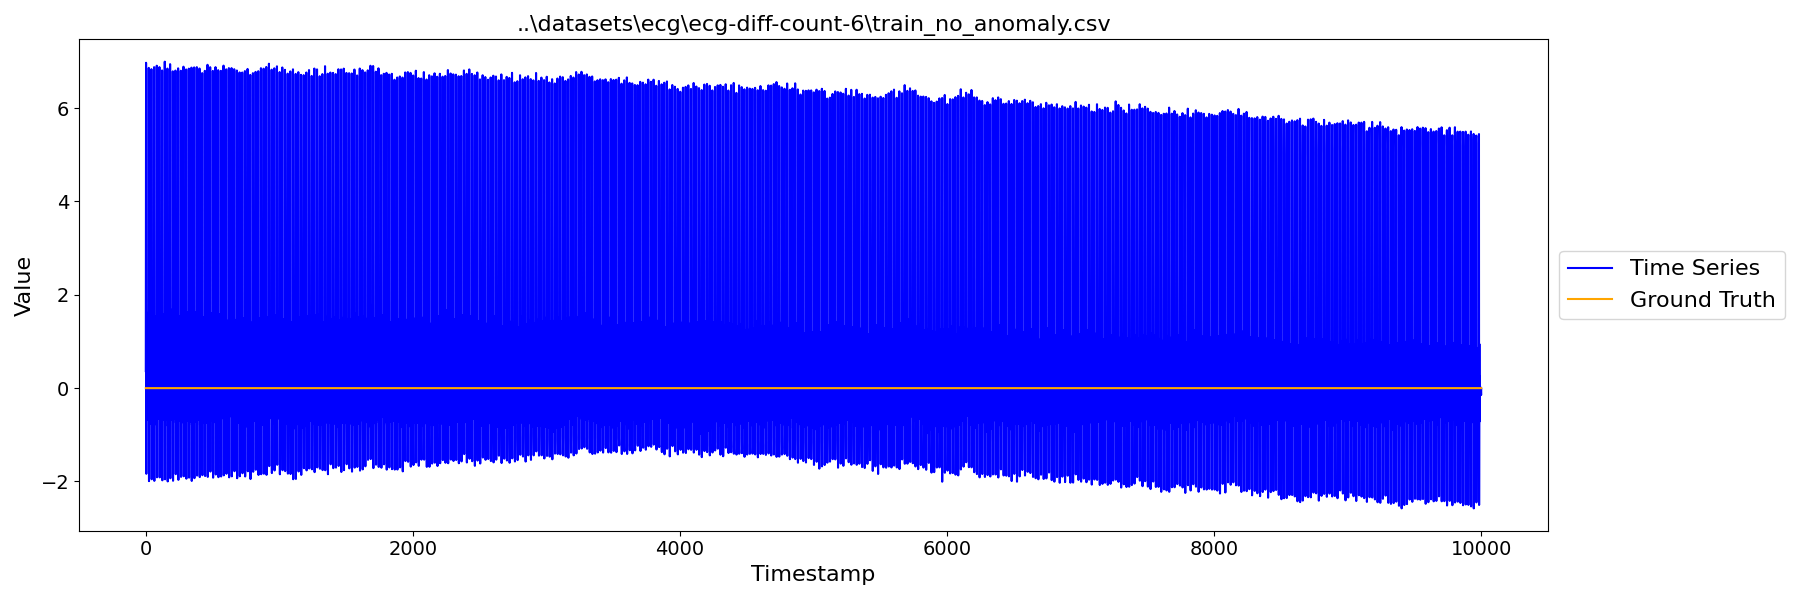 ..\datasets\ecg\ecg-diff-count-6\train_no_anomaly.csv
Value
6
4
2
0
−2
0 2000 4000 6000 8000 10000
Timestamp
Time Series
Ground Truth